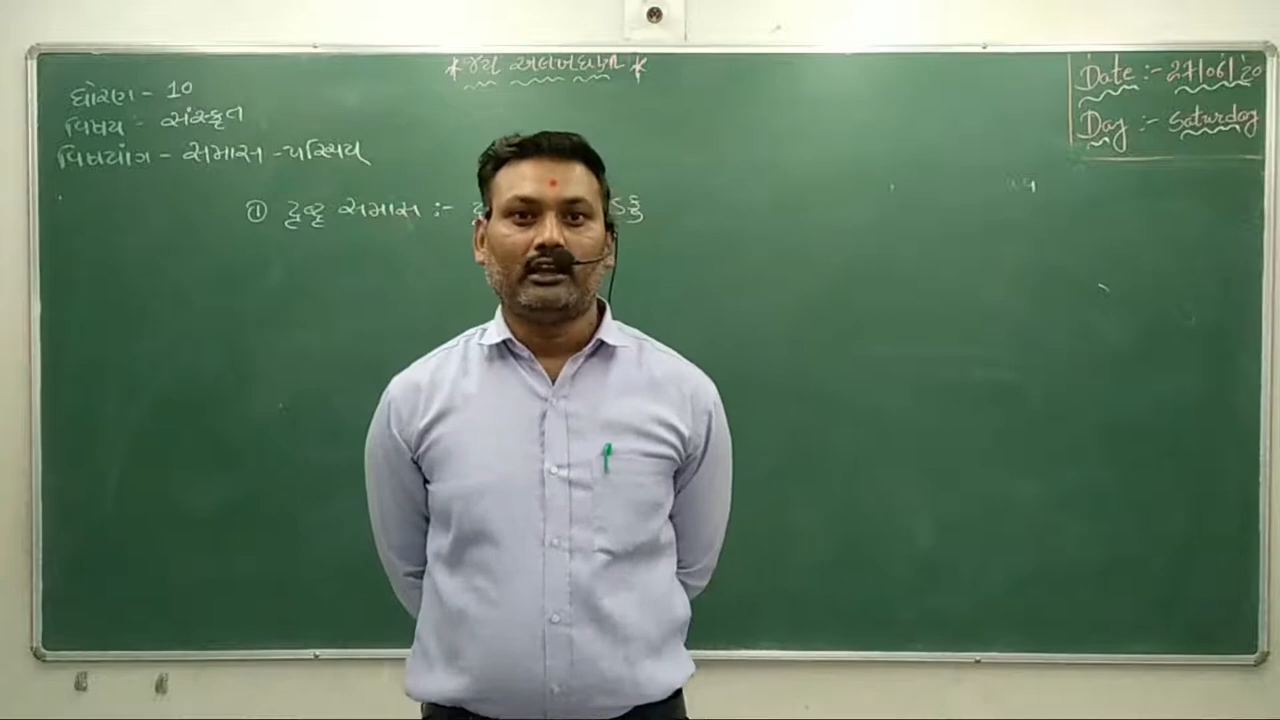 *જય અલખધણી*
Date :- 27/06/20
Day :- Saturday
ધોરણ - 10
વિષય - સંસ્કૃત
વિષયાંગ - સમાસ - પરિચય
① દ્વન્દ્વ સમાસ :-